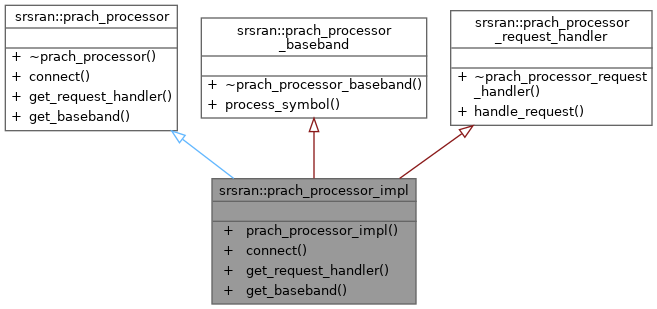 srsran::prach_processor
+ ~prach_processor()
+ connect()
+ get_request_handler()
+ get_baseband()
srsran::prach_processor
_baseband
+ ~prach_processor_baseband()
+ process_symbol()
srsran::prach_processor
_request_handler
+ ~prach_processor_request
_handler()
+ handle_request()
srsran::prach_processor_impl
+ prach_processor_impl()
+ connect()
+ get_request_handler()
+ get_baseband()